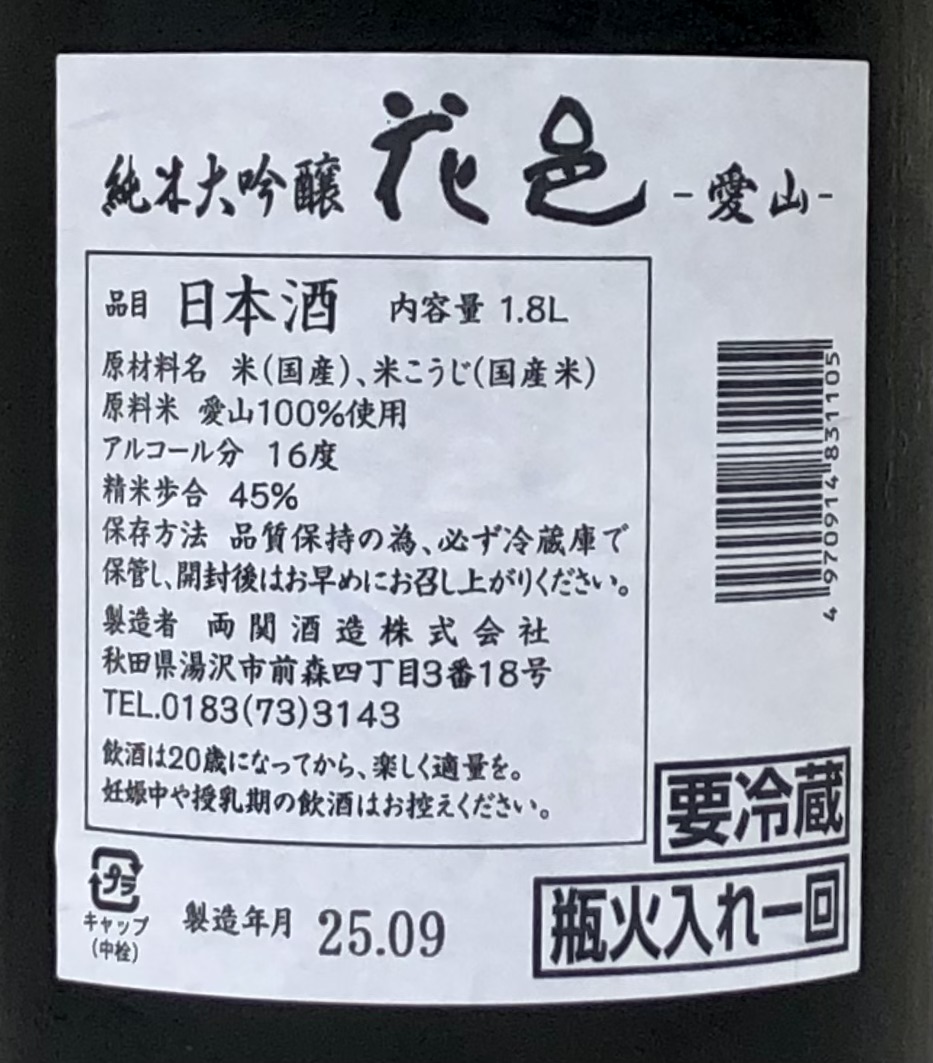 純米大吟醸 花邑 -愛山-
品目 日本酒 内容量 1.8L
原材料名 米(国産)、米こうじ(国産米)
原料米 愛山100%使用
アルコール分 16度
精米歩合 45%
保存方法 品質保持の為、必ず冷蔵庫で
保管し、開封後はお早めにお召し上がりください。
製造者 両関酒造株式会社
秋田県湯沢市前森四丁目3番18号
TEL.0183(73)3143
飲酒は20歳になってから、楽しく適量を。
妊娠中や授乳期の飲酒はお控えください。
4970914831105
要冷蔵
瓶火入れ一回
プラ
キャップ
(中栓)
製造年月 25.09